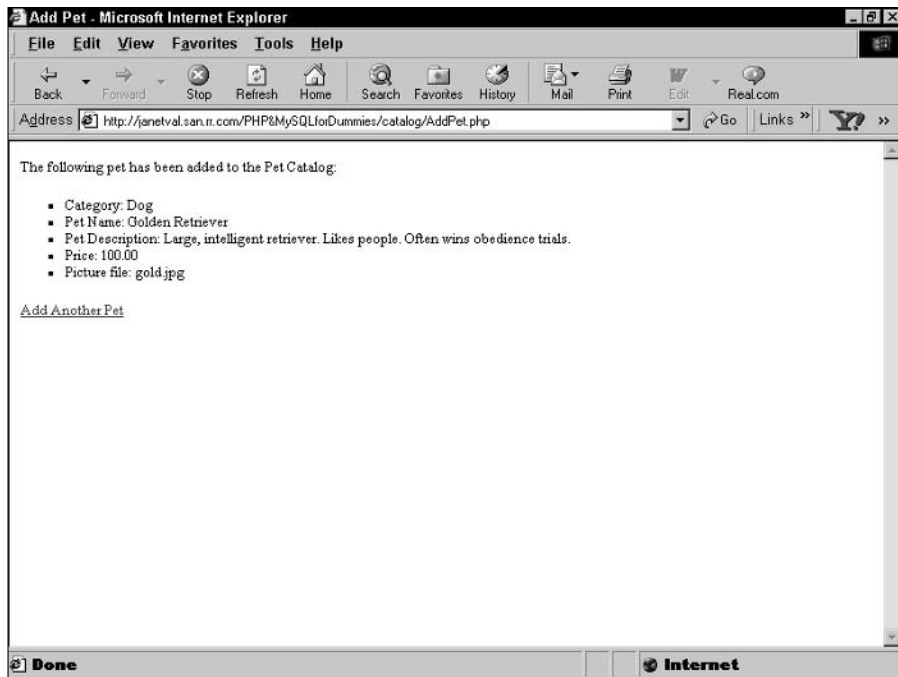 Add Pet - Microsoft Internet Explorer
File Edit View Favorites Tools Help
Back Forward Stop Refresh Home Search Favorites History Mail Print Edit Real.com
Address http://janetval.san.rr.com/PHP&MySQLforDummies/catalog/AddPet.php Go Links »
The following pet has been added to the Pet Catalog:
Category: Dog
Pet Name: Golden Retriever
Pet Description: Large, intelligent retriever. Likes people. Often wins obedience trials.
Price: 100.00
Picture file: gold.jpg
Add Another Pet
Done Internet